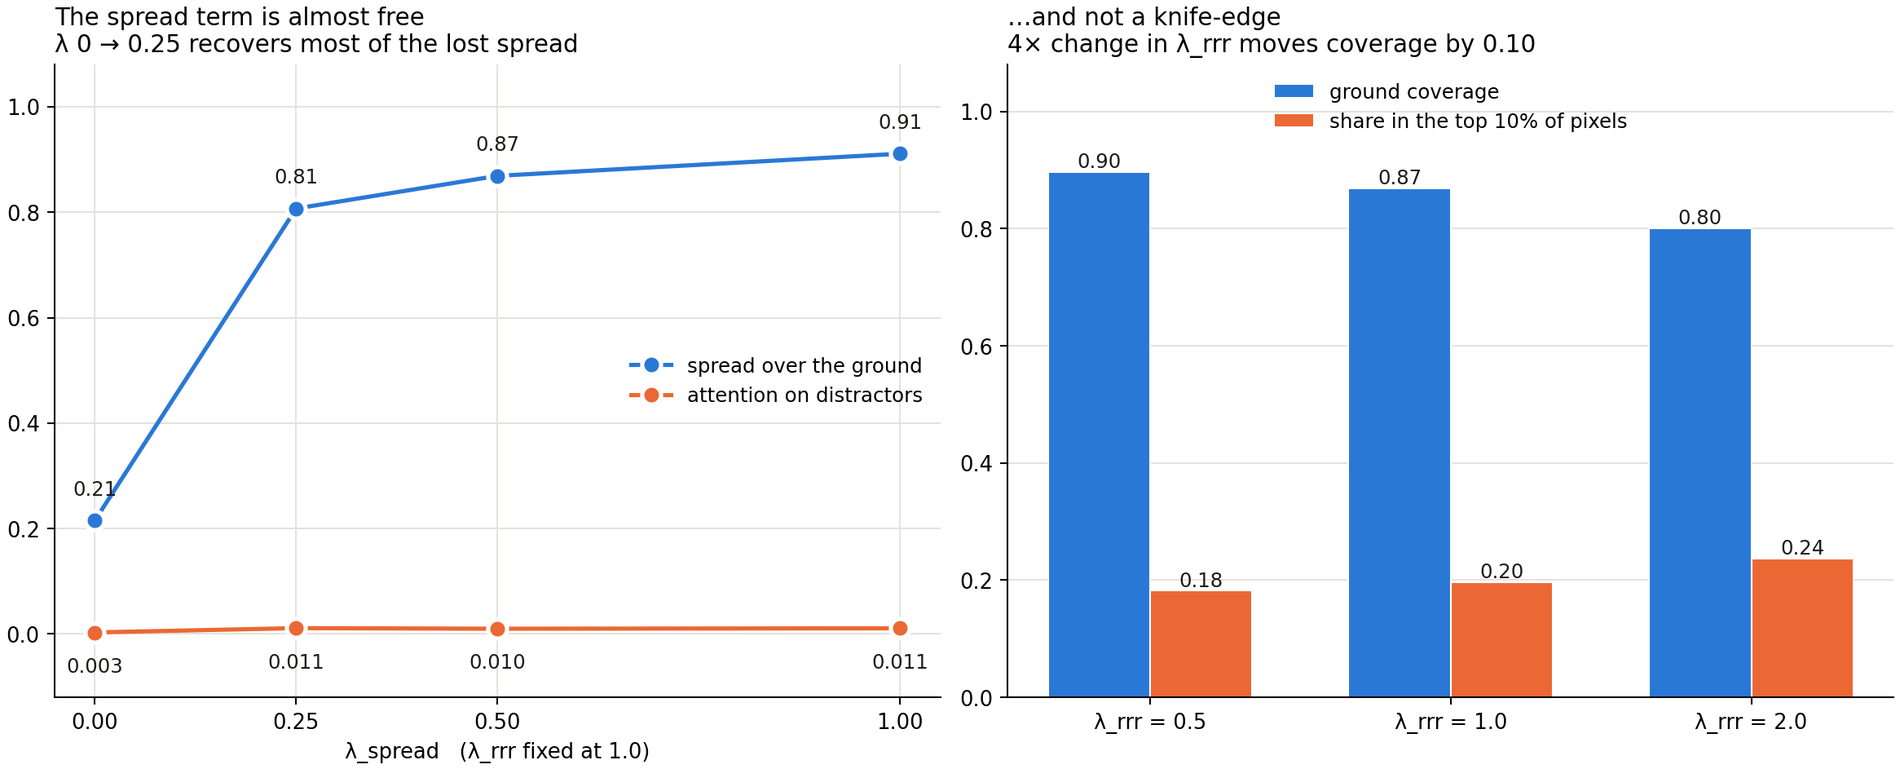 The spread term is almost free
λ 0 → 0.25 recovers most of the lost spread
1.0
0.8
0.6
0.4
0.2
0.0
0.21
0.81
0.87
0.91
spread over the ground
attention on distractors
0.003
0.011
0.010
0.011
0.00
0.25
0.50
1.00
λ_spread   (λ_rrr fixed at 1.0)
…and not a knife-edge
4× change in λ_rrr moves coverage by 0.10
ground coverage
share in the top 10% of pixels
1.0
0.8
0.6
0.4
0.2
0.0
0.90
0.18
0.87
0.20
0.80
0.24
λ_rrr = 0.5
λ_rrr = 1.0
λ_rrr = 2.0